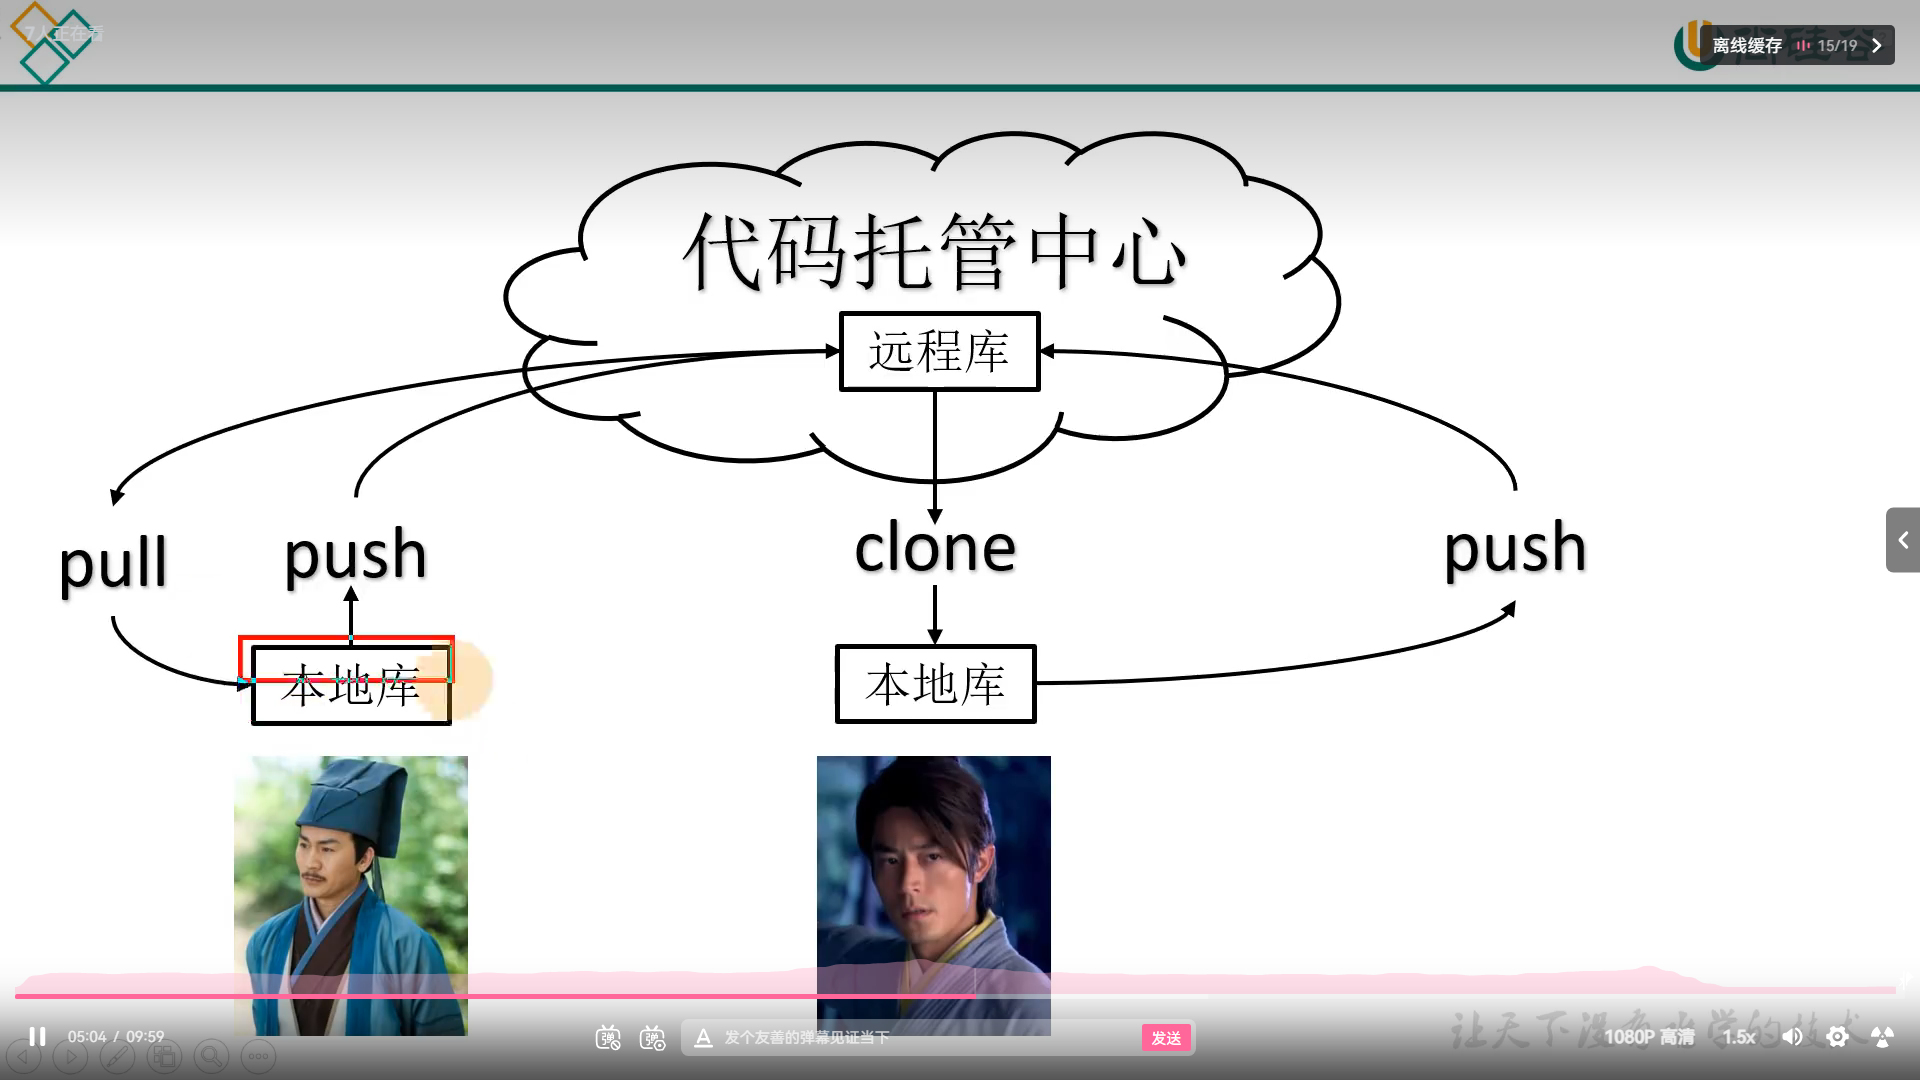 7人正在看
离线缓存 15/19
代码托管中心
远程库
pull
push
clone
push
本地库
本地库
05:04 / 09:59
弹
弹
A 发个友善的弹幕见证当下
发送
1080P 高清
1.5x
让天下没有难学的技术